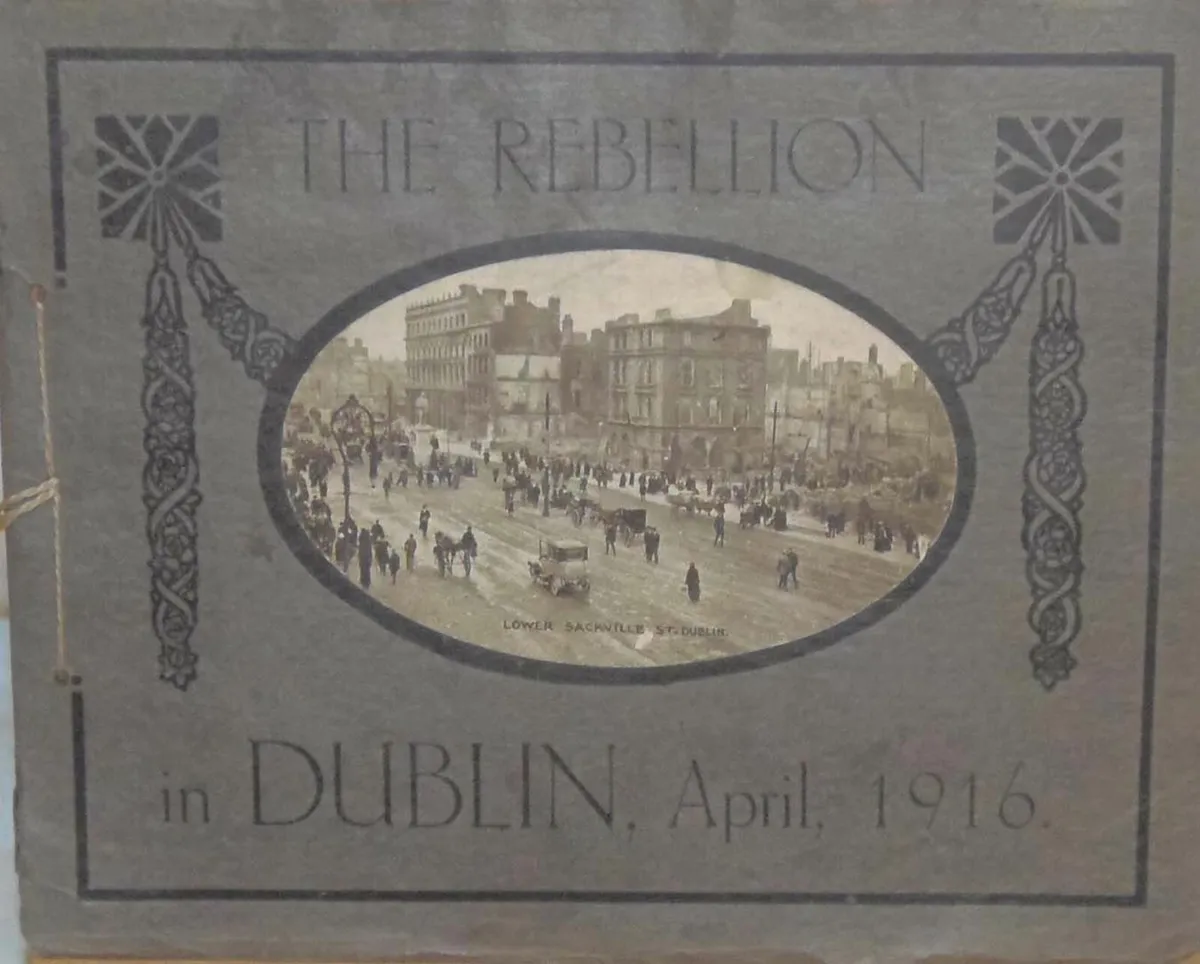 THE REBELLION
LOWER SACKVILLE ST. DUBLIN.
in DUBLIN, April, 1916.